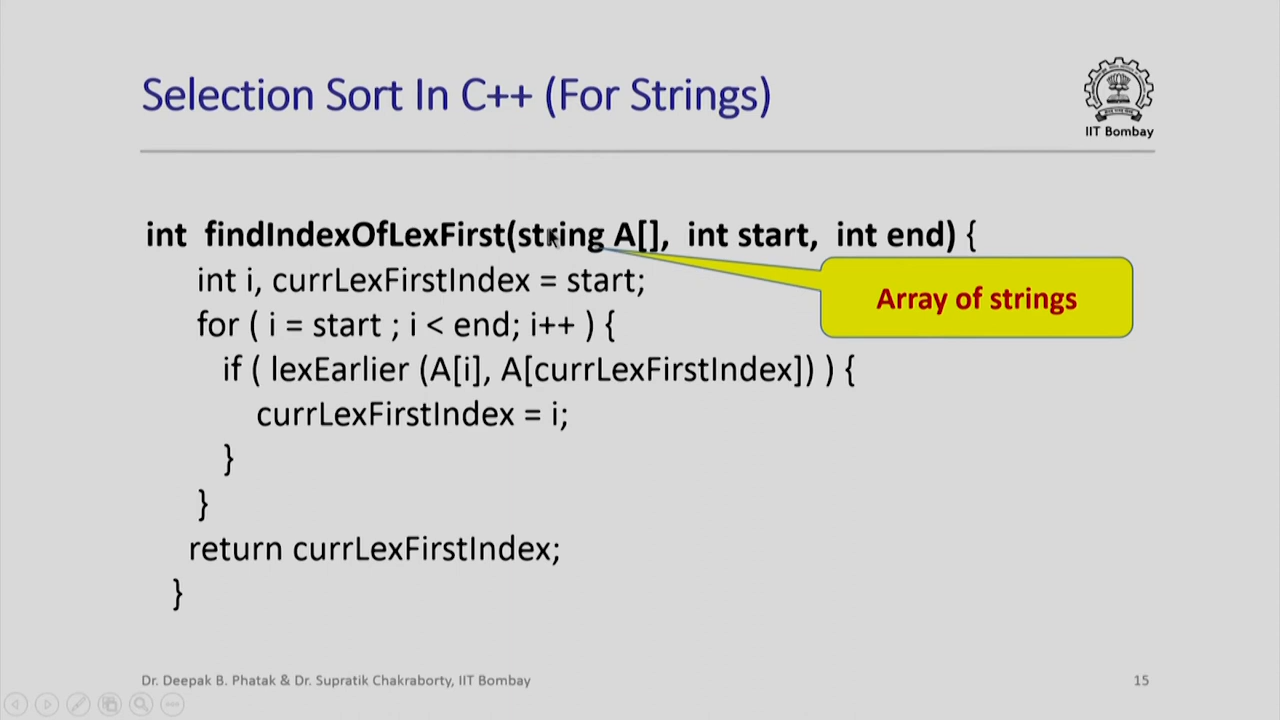 Selection Sort In C++ (For Strings)
IIT Bombay
int findIndexOfLexFirst(string A[], int start, int end) {
int i, currLexFirstIndex = start;
Array of strings
for ( i = start ; i < end; i++ ) {
if ( lexEarlier (A[i], A[currLexFirstIndex]) ) {
currLexFirstIndex = i;
}
}
return currLexFirstIndex;
}
Dr. Deepak B. Phatak & Dr. Supratik Chakraborty, IIT Bombay
15